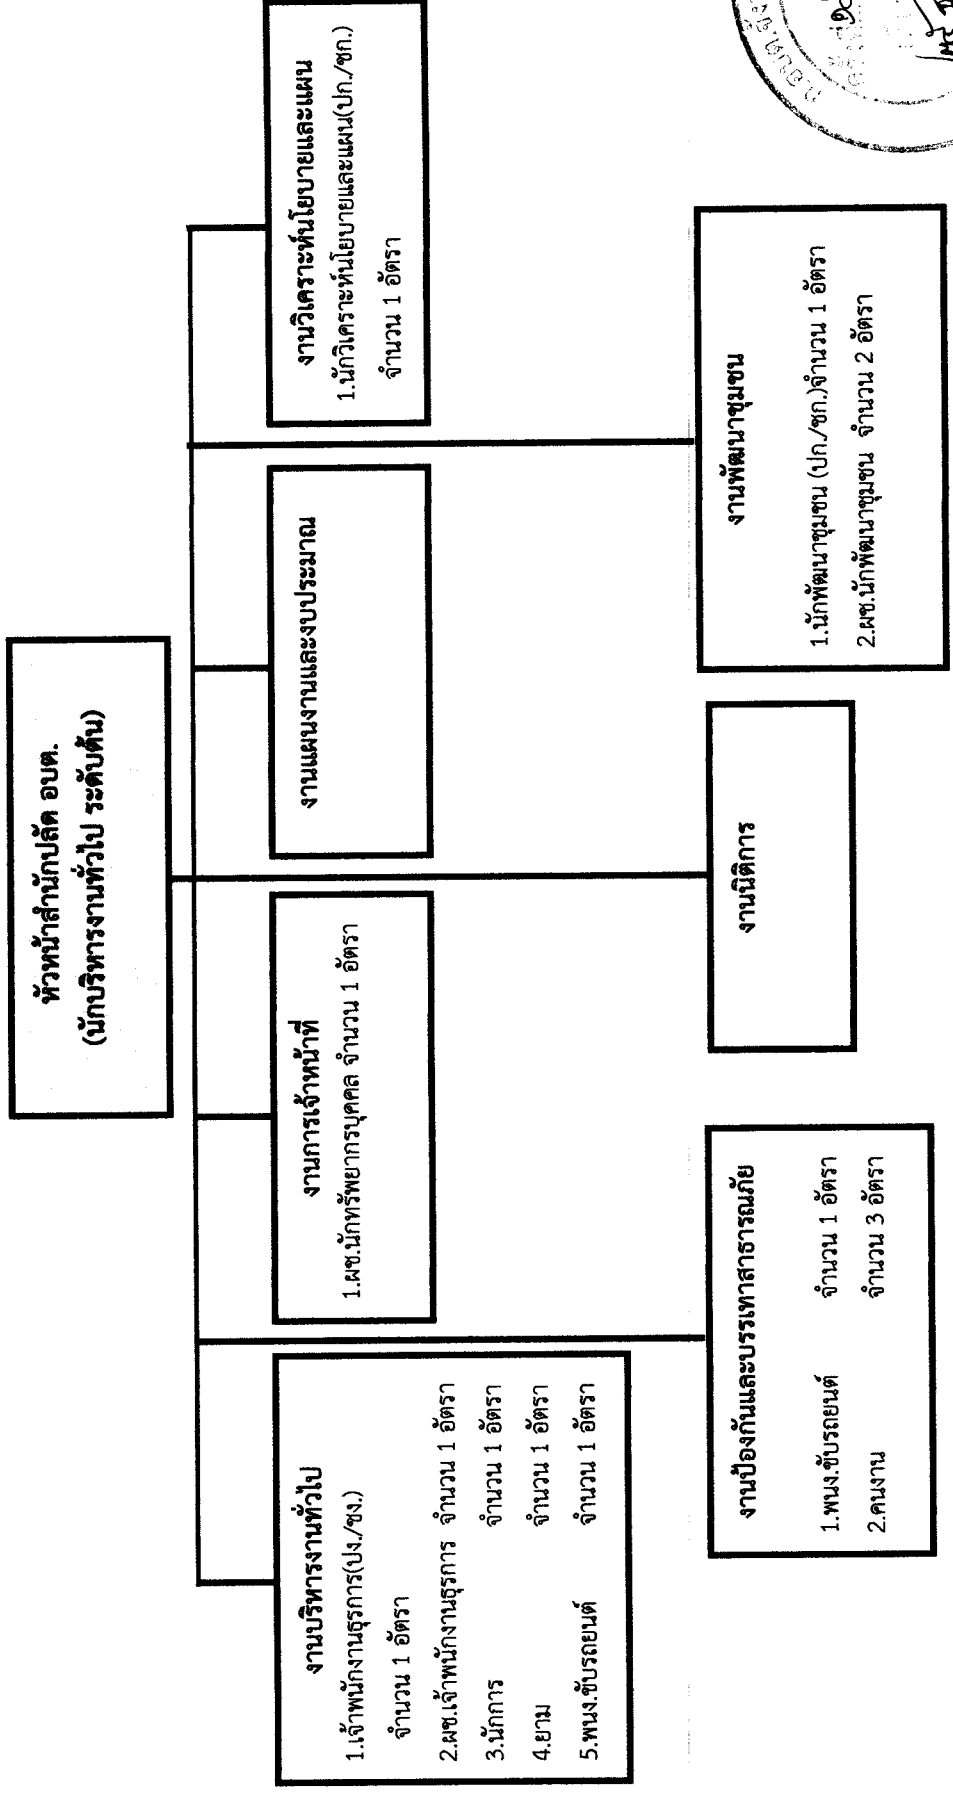 หัวหน้าสำนักปลัด อบต.
(นักบริหารงานทั่วไป ระดับต้น)
งานบริหารงานทั่วไป
1.เจ้าพนักงานธุรการ(ปง./ชง.)
จำนวน 1 อัตรา
2.ผช.เจ้าพนักงานธุรการ จำนวน 1 อัตรา
3.นักการ จำนวน 1 อัตรา
4.ยาม จำนวน 1 อัตรา
5.พนง.ขับรถยนต์ จำนวน 1 อัตรา
งานการเจ้าหน้าที่
1.ผช.นักทรัพยากรบุคคล จำนวน 1 อัตรา
งานแผนงานและงบประมาณ
งานวิเคราะห์นโยบายและแผน
1.นักวิเคราะห์นโยบายและแผน(ปก./ชก.)
จำนวน 1 อัตรา
งานป้องกันและบรรเทาสาธารณภัย
1.พนง.ขับรถยนต์ จำนวน 1 อัตรา
2.คนงาน จำนวน 3 อัตรา
งานนิติการ
งานพัฒนาชุมชน
1.นักพัฒนาชุมชน (ปก./ชก.)จำนวน 1 อัตรา
2.ผช.นักพัฒนาชุมชน จำนวน 2 อัตรา